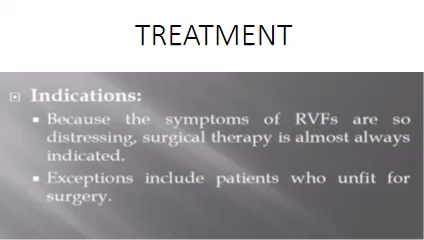 TREATMENT
Indications:
Because the symptoms of RVFs are so
distressing, surgical therapy is almost always
indicated.
Exceptions include patients who unfit for
surgery.